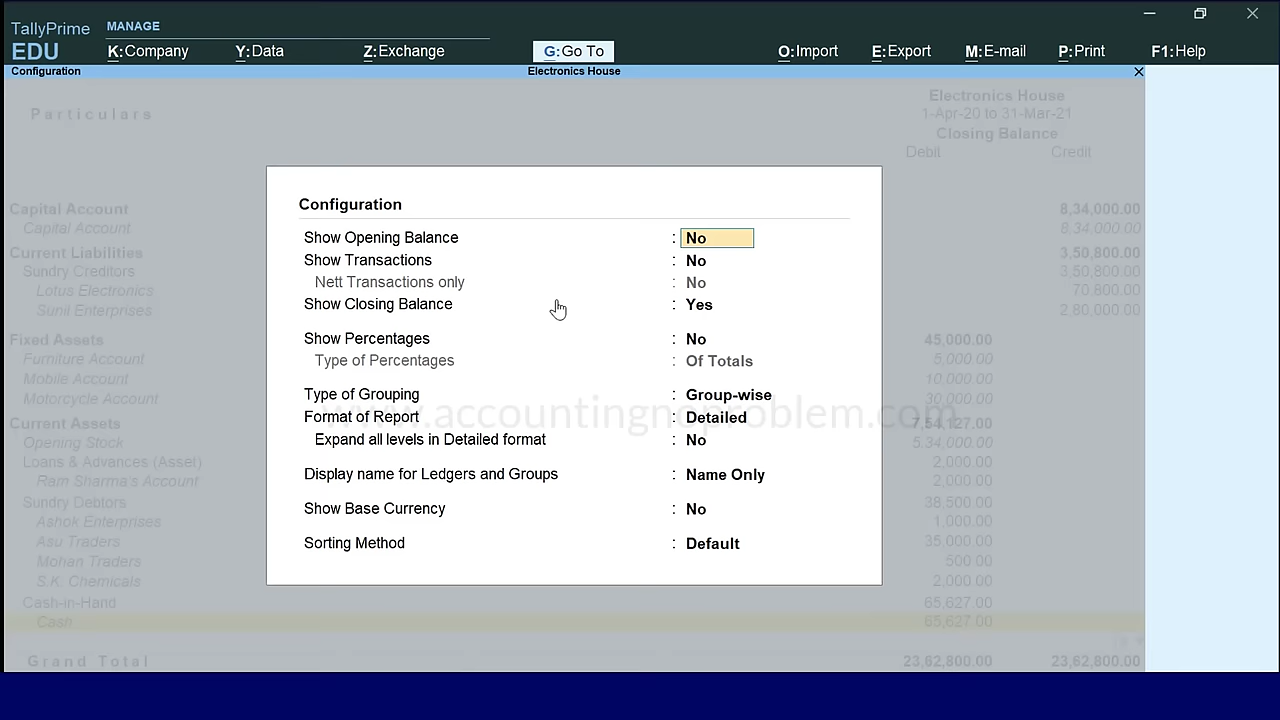 TallyPrime MANAGE
EDU K:Company Y:Data Z:Exchange G:Go To O:Import E:Export M:E-mail P:Print F1:Help
Configuration Electronics House
Particulars
Electronics House
1-Apr-20 to 31-Mar-21
Closing Balance
Debit Credit
Configuration
Show Opening Balance : No
Show Transactions : No
Nett Transactions only : No
Show Closing Balance : Yes
Show Percentages : No
Type of Percentages : Of Totals
Type of Grouping : Group-wise
Format of Report : Detailed
Expand all levels in Detailed format : No
Display name for Ledgers and Groups : Name Only
Show Base Currency : No
Sorting Method : Default
www.accountingnoproblem.com
Capital Account 8,34,000.00
Capital Account 8,34,000.00
Current Liabilities 3,50,800.00
Sundry Creditors 3,50,800.00
Lotus Electronics 70,800.00
Sunil Enterprises 2,80,000.00
Fixed Assets 45,000.00
Furniture Account 5,000.00
Mobile Account 10,000.00
Motorcycle Account 30,000.00
Current Assets 7,54,127.00
Opening Stock 5,34,000.00
Loans & Advances (Asset) 2,000.00
Ram Sharma's Account 2,000.00
Sundry Debtors 38,500.00
Ashok Enterprises 1,000.00
Asu Traders 35,000.00
Mohan Traders 500.00
S.K. Chemicals 2,000.00
Cash-in-Hand 65,627.00
Cash 65,627.00
Grand Total 23,62,800.00 23,62,800.00